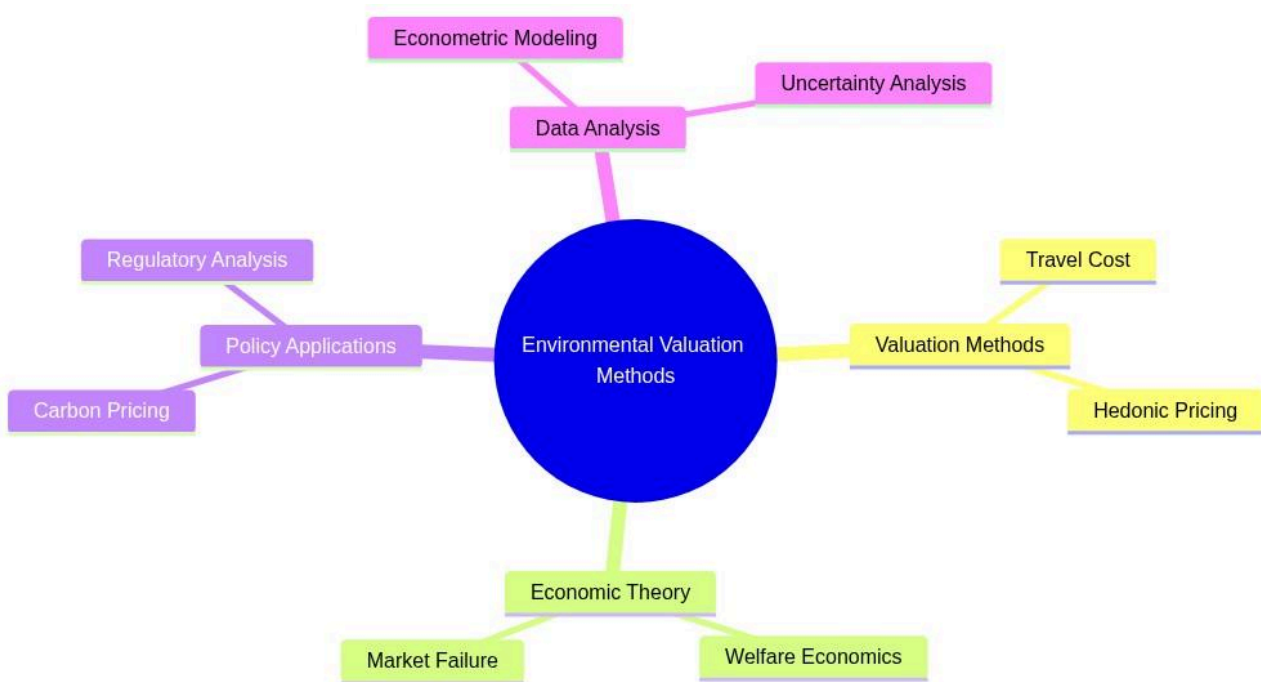 Econometric Modeling
Uncertainty Analysis
Data Analysis
Regulatory Analysis
Travel Cost
Policy Applications
Environmental Valuation
Methods
Valuation Methods
Carbon Pricing
Hedonic Pricing
Economic Theory
Market Failure
Welfare Economics